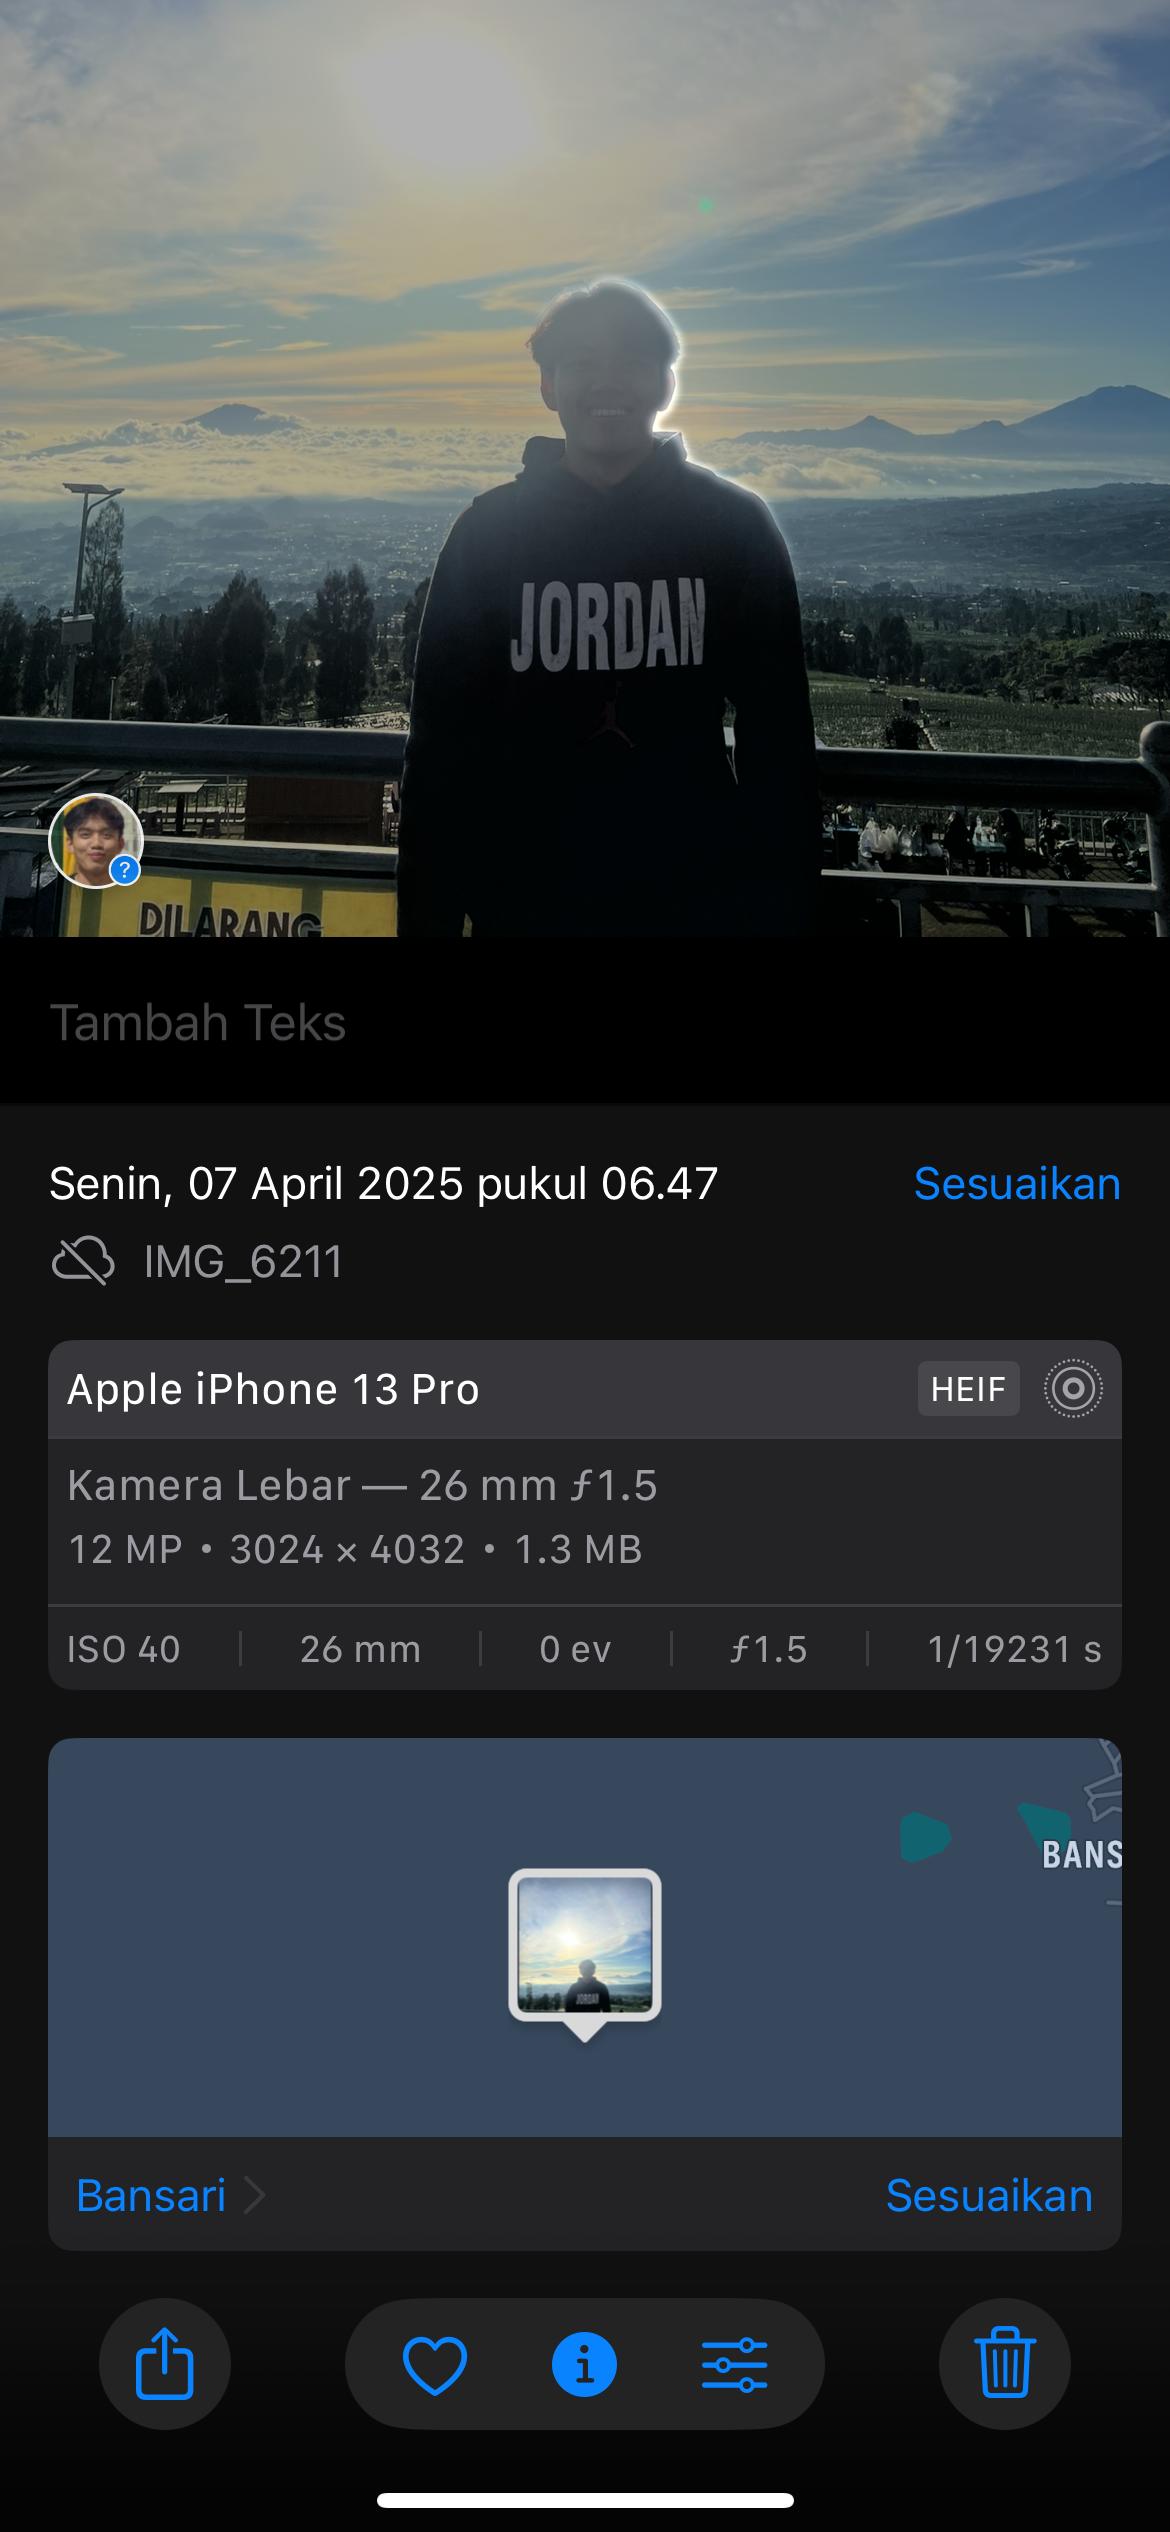 JORDAN
DILARANG
Tambah Teks
Senin, 07 April 2025 pukul 06.47
Sesuaikan
IMG_6211
Apple iPhone 13 Pro
HEIF
Kamera Lebar — 26 mm ƒ1.5
12 MP • 3024 × 4032 • 1.3 MB
ISO 40 | 26 mm | 0 ev | ƒ1.5 | 1/19231 s
BANS
JORDAN
Bansari
Sesuaikan